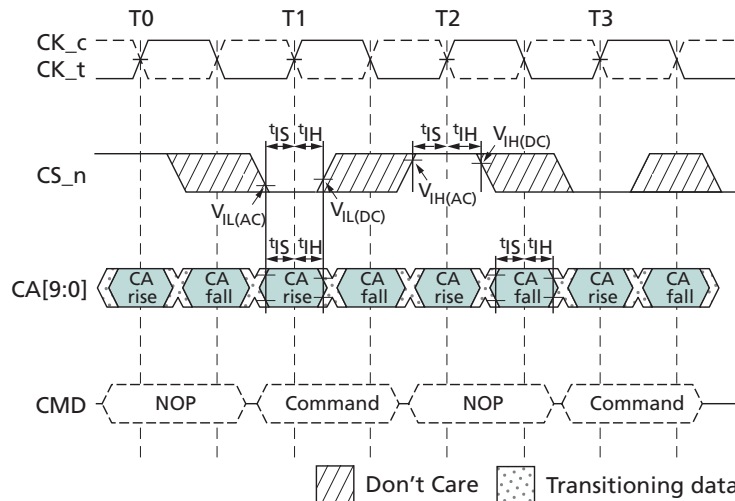 T0 T1 T2 T3
CK_c
CK_t
tIS tIH tIS tIH
VIH(DC)
CS_n
VIL(AC) VIL(DC) VIH(AC)
tIS tIH tIS tIH
CA[9:0] CA rise CA fall CA rise CA fall CA rise CA fall CA rise CA fall
CMD NOP Command NOP Command
Don't Care Transitioning data